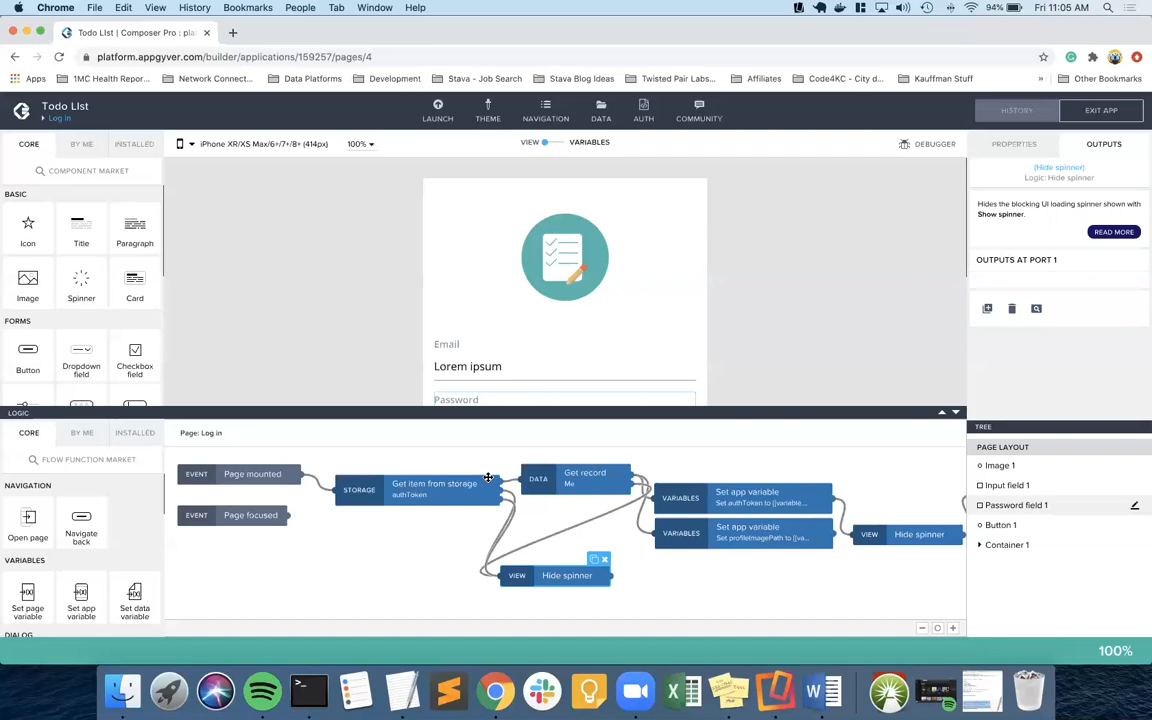 Chrome File Edit View History Bookmarks People Tab Window Help
94% Fri 11:05 AM
Todo LIst | Composer Pro : pla
platform.appgyver.com/builder/applications/159257/pages/4
Apps 1MC Health Repor... Network Connect... Data Platforms Development Stava - Job Search Stava Blog Ideas Twisted Pair Labs... Affiliates Code4KC - City d... Kauffman Stuff » Other Bookmarks
Todo LIst
Log in
LAUNCH THEME NAVIGATION DATA AUTH COMMUNITY
HISTORY EXIT APP
CORE BY ME INSTALLED
iPhone XR/XS Max/6+/7+/8+ (414px) 100%
VIEW VARIABLES
DEBUGGER
PROPERTIES OUTPUTS
COMPONENT MARKET
BASIC
Icon Title Paragraph
Image Spinner Card
FORMS
Button Dropdown field Checkbox field
Email
Lorem ipsum
Password
(Hide spinner)
Logic: Hide spinner
Hides the blocking UI loading spinner shown with
Show spinner.
READ MORE
OUTPUTS AT PORT 1
LOGIC
CORE BY ME INSTALLED
Page: Log in
FLOW FUNCTION MARKET
NAVIGATION
Open page Navigate back
VARIABLES
Set page variable Set app variable Set data variable
DIALOG
EVENT Page mounted
EVENT Page focused
STORAGE Get item from storage
authToken
DATA Get record
Me
VARIABLES Set app variable
Set authToken to [{variable...
VARIABLES Set app variable
Set profileImagePath to [{va...
VIEW Hide spinner
VIEW Hide spinner
TREE
PAGE LAYOUT
Image 1
Input field 1
Password field 1
Button 1
Container 1
100%